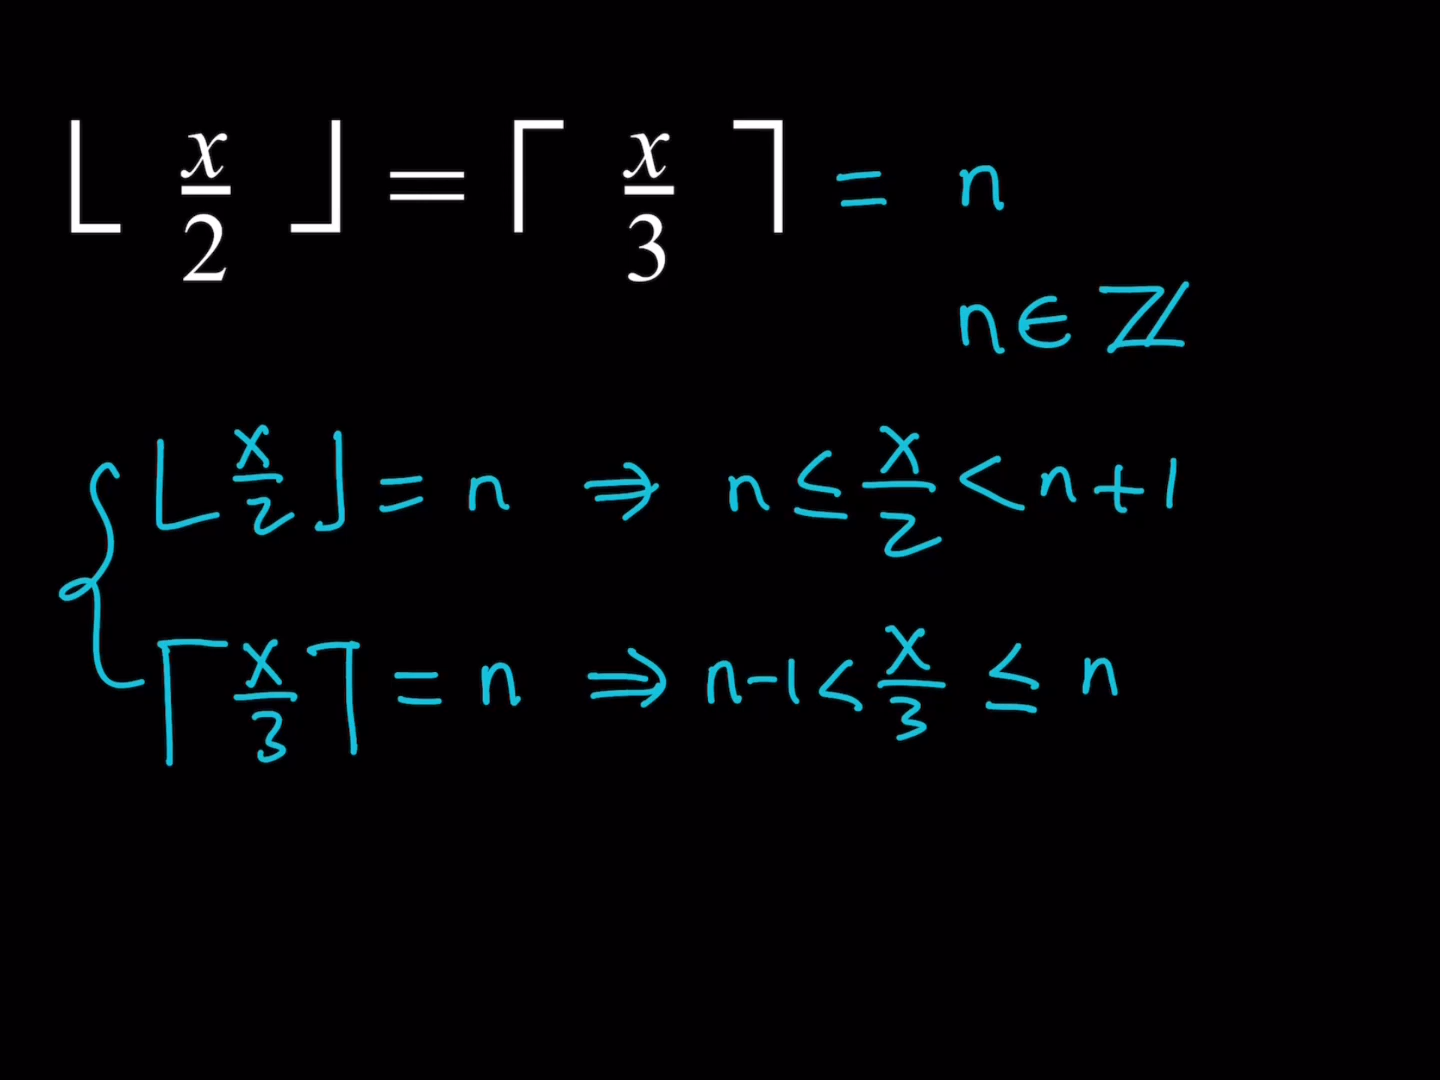 ⌊ x/2 ⌋ = ⌈ x/3 ⌉ = n
n ∈ ℤ
⌊ x/2 ⌋ = n ⇒ n ≤ x/2 < n+1
⌈ x/3 ⌉ = n ⇒ n-1 < x/3 ≤ n